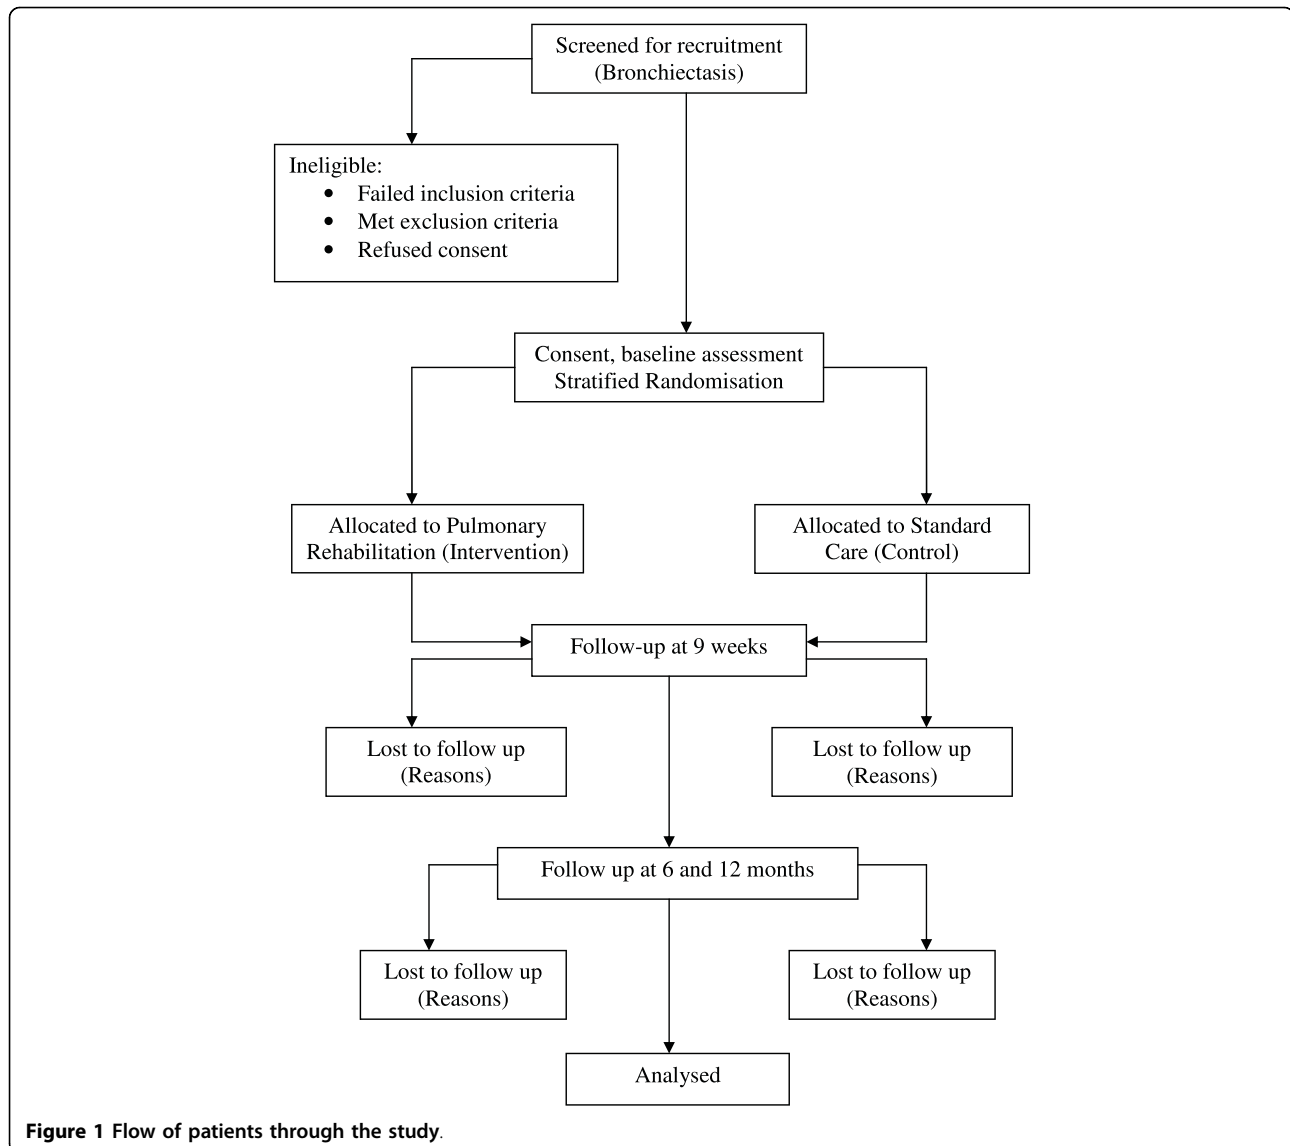 Screened for recruitment
(Bronchiectasis)
Ineligible:
• Failed inclusion criteria
• Met exclusion criteria
• Refused consent
Consent, baseline assessment
Stratified Randomisation
Allocated to Pulmonary
Rehabilitation (Intervention)
Allocated to Standard
Care (Control)
Follow-up at 9 weeks
Lost to follow up
(Reasons)
Lost to follow up
(Reasons)
Follow up at 6 and 12 months
Lost to follow up
(Reasons)
Lost to follow up
(Reasons)
Analysed
Figure 1 Flow of patients through the study.